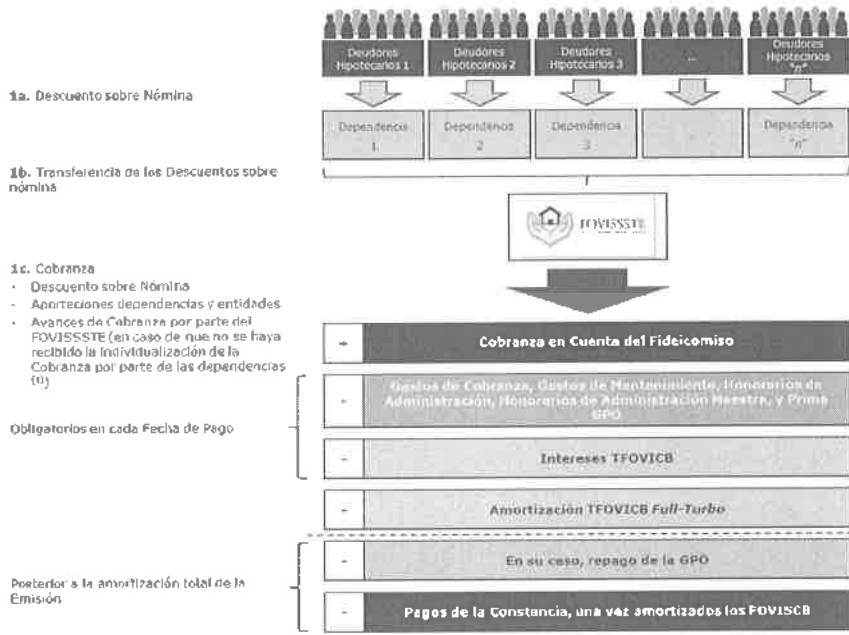 Deudores
Hipotecarios 1
Deudores
Hipotecarios 2
Deudores
Hipotecarios 3
...
Deudores
Hipotecarios
"n"
1a. Descuento sobre Nómina
Dependencia
1
Dependencia
2
Dependencia
3
Dependencia
"n"
1b. Transferencia de los Descuentos sobre
nómina
FOVISSSTE
1c. Cobranza
- Descuento sobre Nómina
- Aportaciones dependencias y entidades
- Avances de Cobranza por parte del
FOVISSSTE (en caso de que no se haya
recibido la individualización de la
Cobranza por parte de las dependencias
(1))
+ Cobranza en Cuenta del Fideicomiso
- Gastos de Cobranza, Gastos de Mantenimiento, Honorarios de
Administración, Honorarios de Administración Maestra, y Prima
GPO
Obligatorios en cada Fecha de Pago
- Intereses TFOVICB
- Amortización TFOVICB Full-Turbo
- En su caso, repago de la GPO
Posterior a la amortización total de la
Emisión
- Pagos de la Constancia, una vez amortizados los FOVISCB